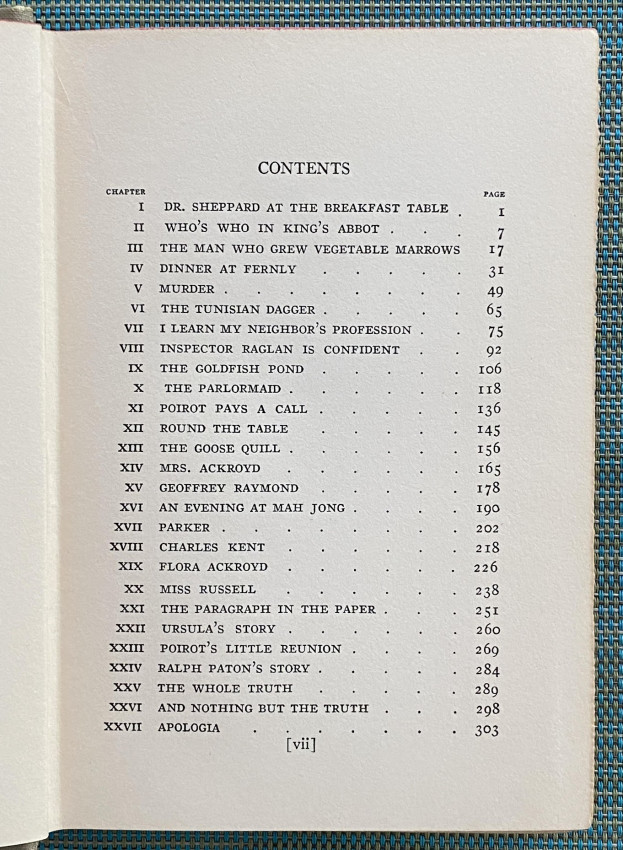 CONTENTS
CHAPTER PAGE
I DR. SHEPPARD AT THE BREAKFAST TABLE . 1
II WHO'S WHO IN KING'S ABBOT . . . 7
III THE MAN WHO GREW VEGETABLE MARROWS 17
IV DINNER AT FERNLY . . . . . 31
V MURDER . . . . . . . 49
VI THE TUNISIAN DAGGER . . . . . 65
VII I LEARN MY NEIGHBOR'S PROFESSION . . 75
VIII INSPECTOR RAGLAN IS CONFIDENT . . 92
IX THE GOLDFISH POND . . . . . 106
X THE PARLORMAID . . . . . . 118
XI POIROT PAYS A CALL . . . . . 136
XII ROUND THE TABLE . . . . . 145
XIII THE GOOSE QUILL . . . . . . 156
XIV MRS. ACKROYD . . . . . . 165
XV GEOFFREY RAYMOND . . . . . 178
XVI AN EVENING AT MAH JONG . . . . 190
XVII PARKER . . . . . . . . 202
XVIII CHARLES KENT . . . . . . 218
XIX FLORA ACKROYD . . . . . . 226
XX MISS RUSSELL . . . . . . 238
XXI THE PARAGRAPH IN THE PAPER . . . 251
XXII URSULA'S STORY . . . . . . 260
XXIII POIROT'S LITTLE REUNION . . . . 269
XXIV RALPH PATON'S STORY . . . . . 284
XXV THE WHOLE TRUTH . . . . . 289
XXVI AND NOTHING BUT THE TRUTH . . . 298
XXVII APOLOGIA . . . . . . . 303
[vii]